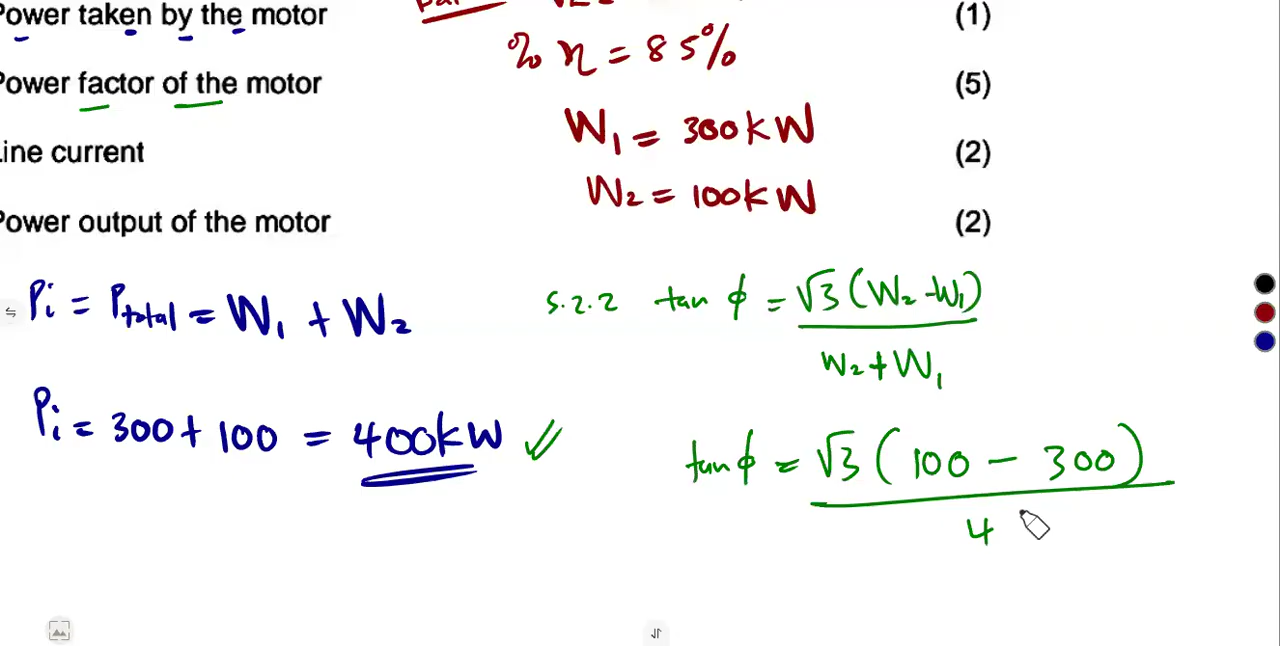 Power taken by the motor (1)
% η = 85%
Power factor of the motor (5)
W₁ = 300kW
Line current (2)
W₂ = 100kW
Power output of the motor (2)
Pi = Ptotal = W₁ + W₂
5.2.2 tan ϕ = √3 (W₂ - W₁)
W₂ + W₁
Pi = 300 + 100 = 400kW ✓
tan ϕ = √3 (100 - 300)
4